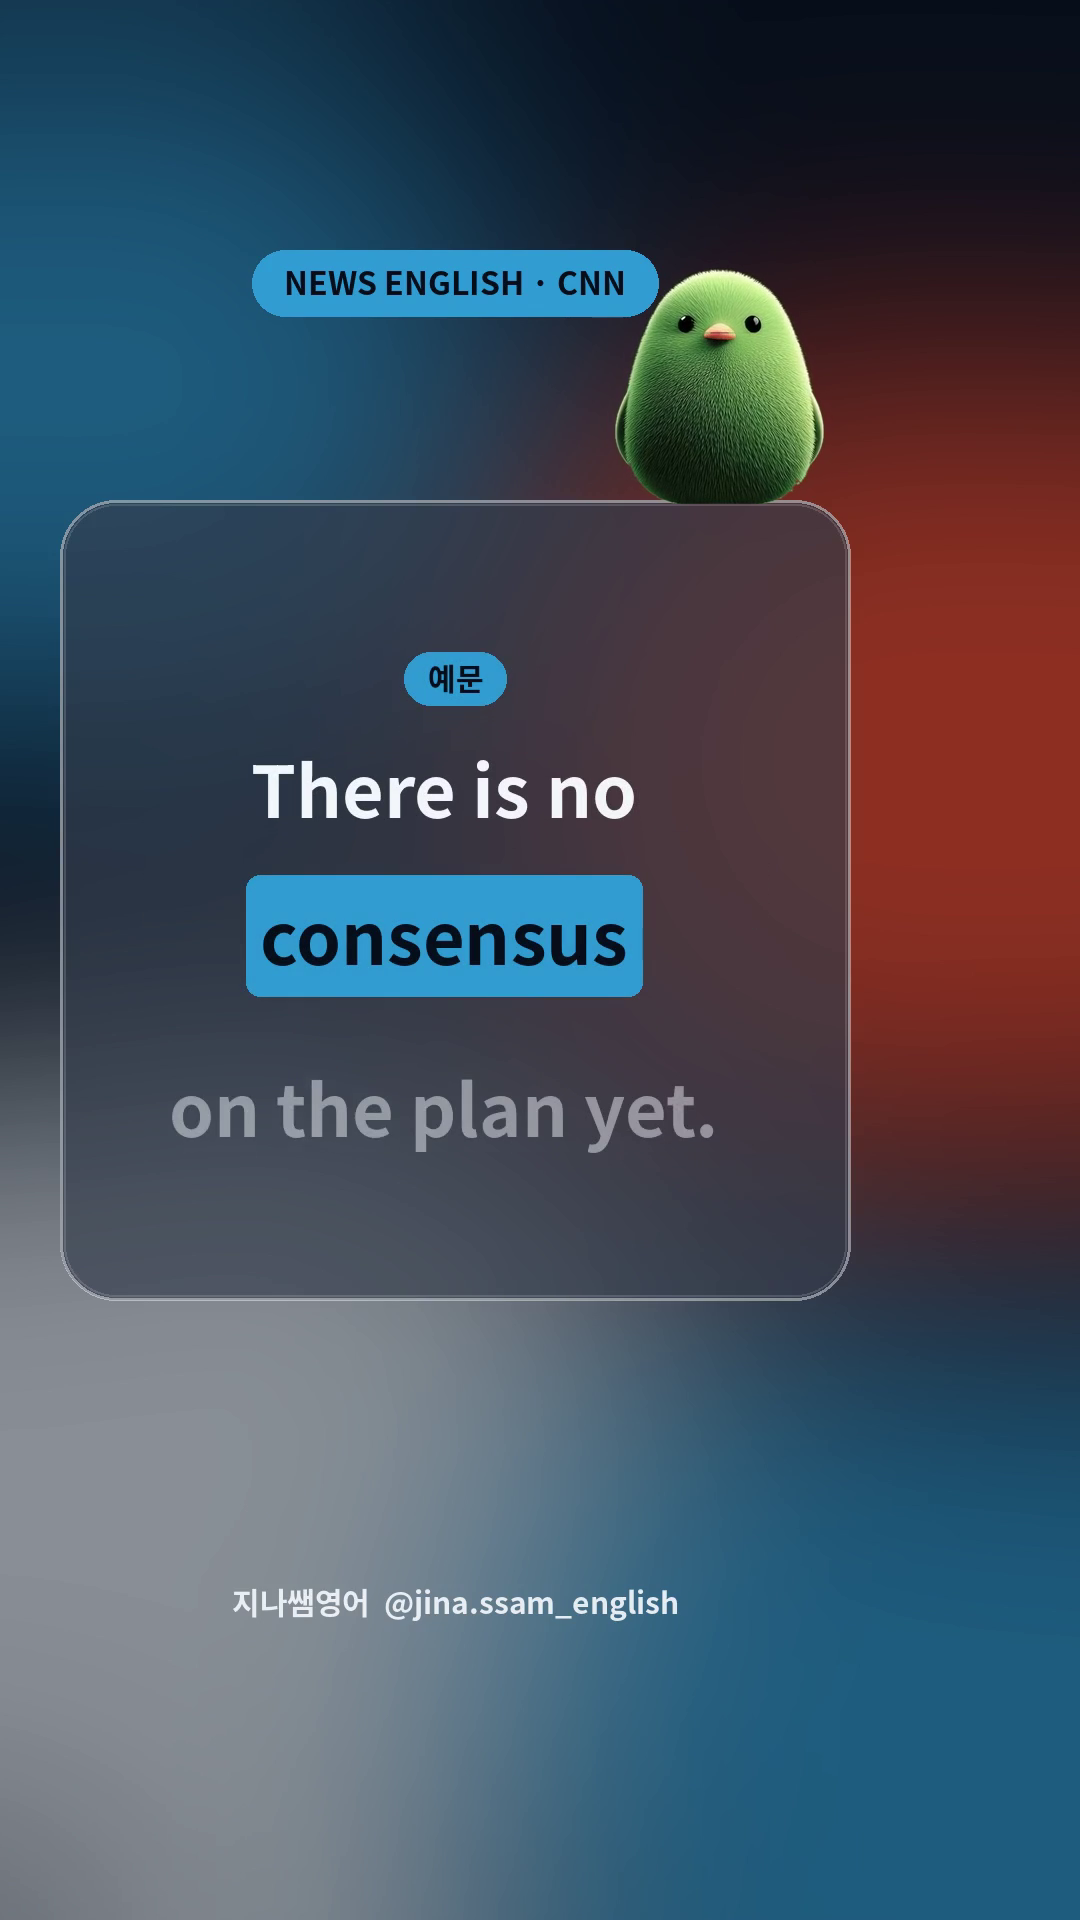 NEWS ENGLISH · CNN
예문
There is no
consensus
on the plan yet.
지나쌤영어 @jina.ssam_english